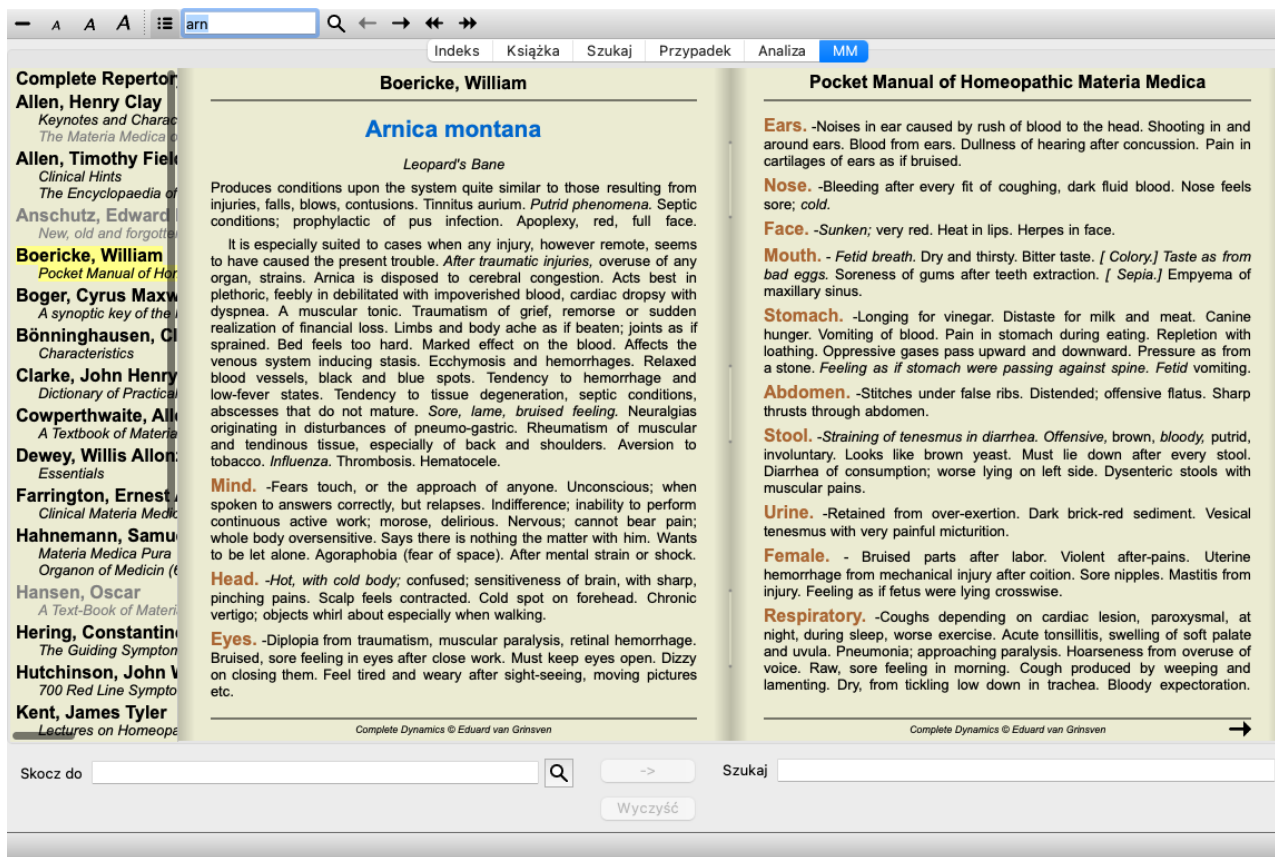 A A A arn
Indeks Książka Szukaj Przypadek Analiza MM
Complete Repertory
Allen, Henry Clay
Keynotes and Charac
The Materia Medica o
Allen, Timothy Field
Clinical Hints
The Encyclopaedia of
Anschutz, Edward
New, old and forgotte
Boericke, William
Pocket Manual of Hom
Boger, Cyrus Maxw
A synoptic key of the
Bönninghausen, Cl
Characteristics
Clarke, John Henry
Dictionary of Practical
Cowperthwaite, Alle
A Textbook of Materia
Dewey, Willis Allonz
Essentials
Farrington, Ernest A
Clinical Materia Medic
Hahnemann, Samu
Materia Medica Pura
Organon of Medicin (6
Hansen, Oscar
A Text-Book of Materi
Hering, Constantin
The Guiding Symptom
Hutchinson, John W
700 Red Line Sympto
Kent, James Tyler
Lectures on Homeopa
Boericke, William
Arnica montana
Leopard's Bane
Produces conditions upon the system quite similar to those resulting from
injuries, falls, blows, contusions. Tinnitus aurium. Putrid phenomena. Septic
conditions; prophylactic of pus infection. Apoplexy, red, full face.
It is especially suited to cases when any injury, however remote, seems
to have caused the present trouble. After traumatic injuries, overuse of any
organ, strains. Arnica is disposed to cerebral congestion. Acts best in
plethoric, feebly in debilitated with impoverished blood, cardiac dropsy with
dyspnea. A muscular tonic. Traumatism of grief, remorse or sudden
realization of financial loss. Limbs and body ache as if beaten; joints as if
sprained. Bed feels too hard. Marked effect on the blood. Affects the
venous system inducing stasis. Ecchymosis and hemorrhages. Relaxed
blood vessels, black and blue spots. Tendency to hemorrhage and
low-fever states. Tendency to tissue degeneration, septic conditions,
abscesses that do not mature. Sore, lame, bruised feeling. Neuralgias
originating in disturbances of pneumo-gastric. Rheumatism of muscular
and tendinous tissue, especially of back and shoulders. Aversion to
tobacco. Influenza. Thrombosis. Hematocele.
Mind. -Fears touch, or the approach of anyone. Unconscious; when
spoken to answers correctly, but relapses. Indifference; inability to perform
continuous active work; morose, delirious. Nervous; cannot bear pain;
whole body oversensitive. Says there is nothing the matter with him. Wants
to be let alone. Agoraphobia (fear of space). After mental strain or shock.
Head. -Hot, with cold body; confused; sensitiveness of brain, with sharp,
pinching pains. Scalp feels contracted. Cold spot on forehead. Chronic
vertigo; objects whirl about especially when walking.
Eyes. -Diplopia from traumatism, muscular paralysis, retinal hemorrhage.
Bruised, sore feeling in eyes after close work. Must keep eyes open. Dizzy
on closing them. Feel tired and weary after sight-seeing, moving pictures
etc.
Complete Dynamics © Eduard van Grinsven
Pocket Manual of Homeopathic Materia Medica
Ears. -Noises in ear caused by rush of blood to the head. Shooting in and
around ears. Blood from ears. Dullness of hearing after concussion. Pain in
cartilages of ears as if bruised.
Nose. -Bleeding after every fit of coughing, dark fluid blood. Nose feels
sore; cold.
Face. -Sunken; very red. Heat in lips. Herpes in face.
Mouth. - Fetid breath. Dry and thirsty. Bitter taste. [ Colory.] Taste as from
bad eggs. Soreness of gums after teeth extraction. [ Sepia.] Empyema of
maxillary sinus.
Stomach. -Longing for vinegar. Distaste for milk and meat. Canine
hunger. Vomiting of blood. Pain in stomach during eating. Repletion with
loathing. Oppressive gases pass upward and downward. Pressure as from
a stone. Feeling as if stomach were passing against spine. Fetid vomiting.
Abdomen. -Stitches under false ribs. Distended; offensive flatus. Sharp
thrusts through abdomen.
Stool. -Straining of tenesmus in diarrhea. Offensive, brown, bloody, putrid,
involuntary. Looks like brown yeast. Must lie down after every stool.
Diarrhea of consumption; worse lying on left side. Dysenteric stools with
muscular pains.
Urine. -Retained from over-exertion. Dark brick-red sediment. Vesical
tenesmus with very painful micturition.
Female. - Bruised parts after labor. Violent after-pains. Uterine
hemorrhage from mechanical injury after coition. Sore nipples. Mastitis from
injury. Feeling as if fetus were lying crosswise.
Respiratory. -Coughs depending on cardiac lesion, paroxysmal, at
night, during sleep, worse exercise. Acute tonsillitis, swelling of soft palate
and uvula. Pneumonia; approaching paralysis. Hoarseness from overuse of
voice. Raw, sore feeling in morning. Cough produced by weeping and
lamenting. Dry, from tickling low down in trachea. Bloody expectoration.
Complete Dynamics © Eduard van Grinsven
Skocz do -> Szukaj
Wyczyść